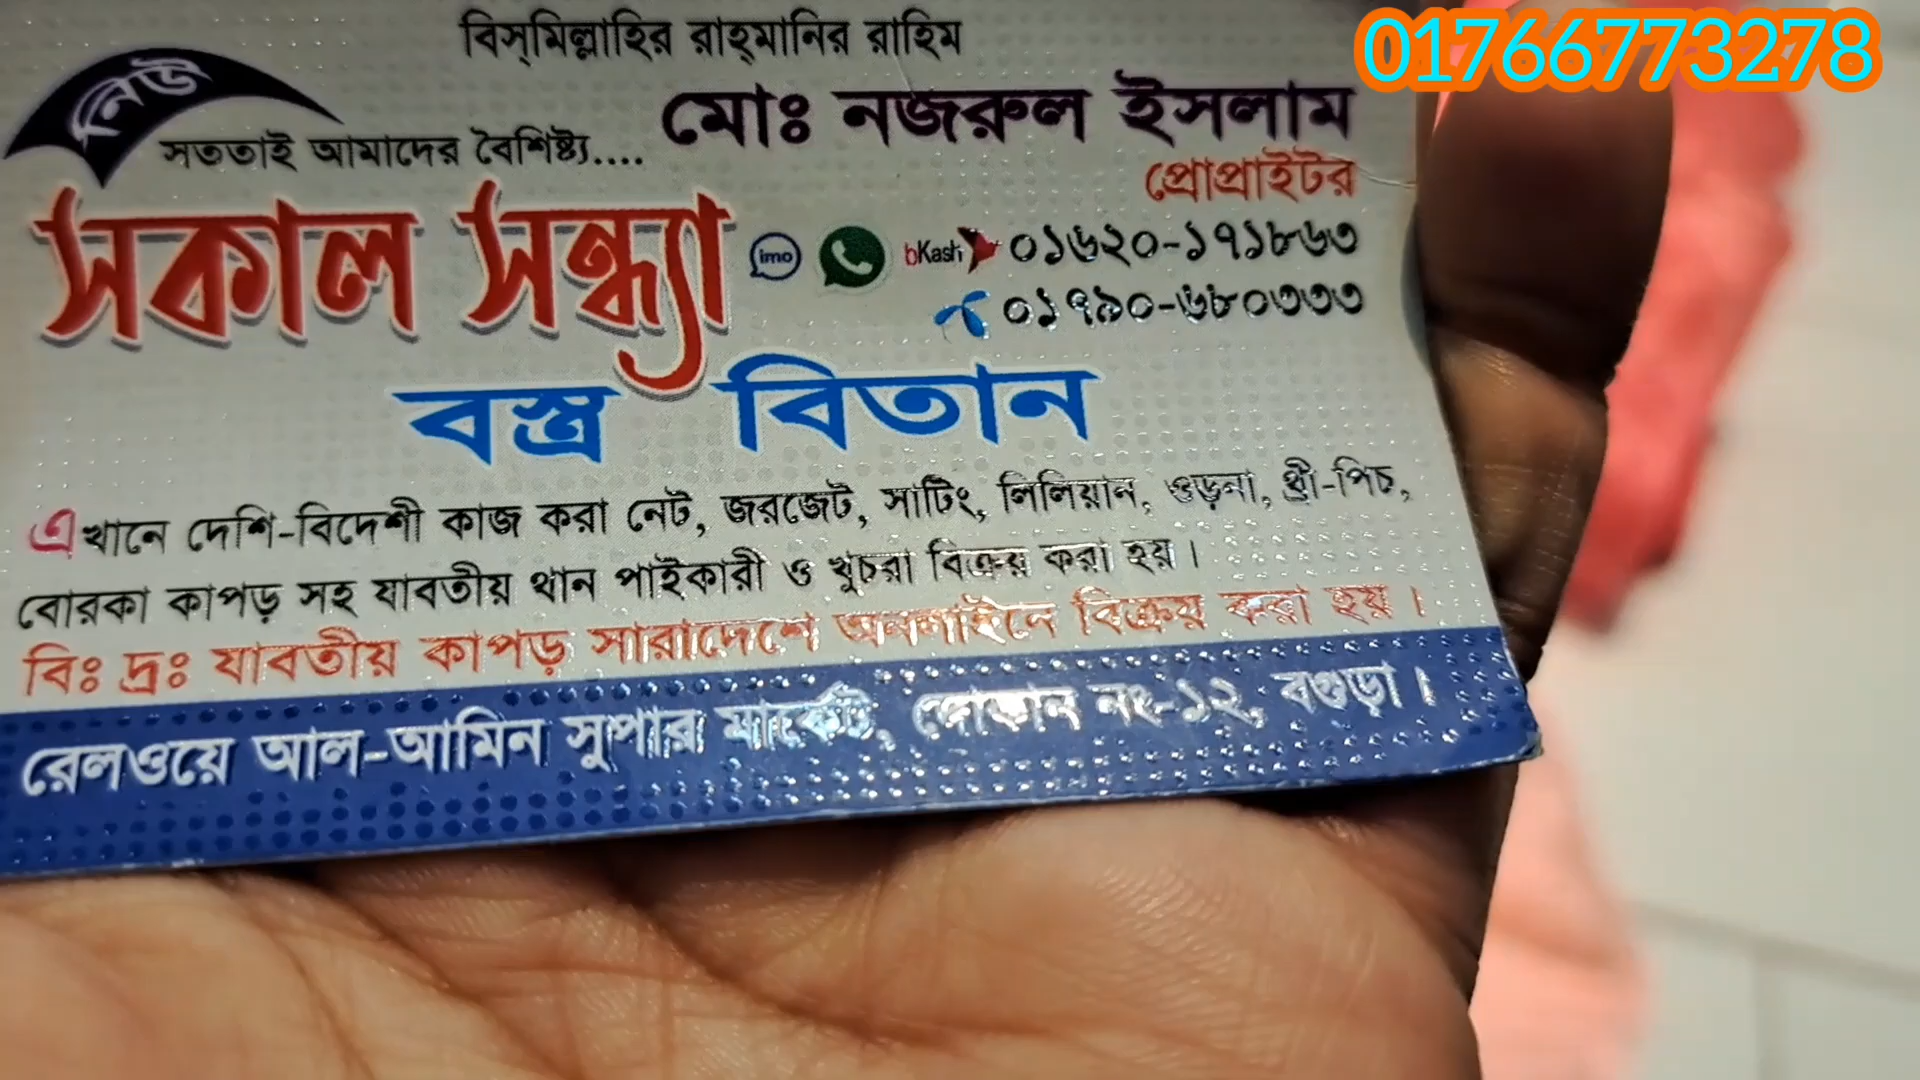 01766773278
বিস্‌মিল্লাহির রাহ্‌মানির রাহিম
নিউ
সততাই আমাদের বৈশিষ্ট্য....
মোঃ নজরুল ইসলাম
প্রোপ্রাইটর
সকাল সন্ধ্যা
imo bKash ০১৬২০-১৭১৮৬৩
০১৭৯০-৬৮০৩৩৩
বস্ত্র বিতান
এখানে দেশি-বিদেশী কাজ করা নেট, জরজেট, সাটিং, লিলিয়ান, ওড়না, থ্রী-পিচ,
বোরকা কাপড় সহ যাবতীয় থান পাইকারী ও খুচরা বিক্রয় করা হয়।
বিঃ দ্রঃ যাবতীয় কাপড় সারাদেশে অনলাইনে বিক্রয় করা হয়।
রেলওয়ে আল-আমিন সুপার মার্কেট, দোকান নং-১২, বগুড়া।